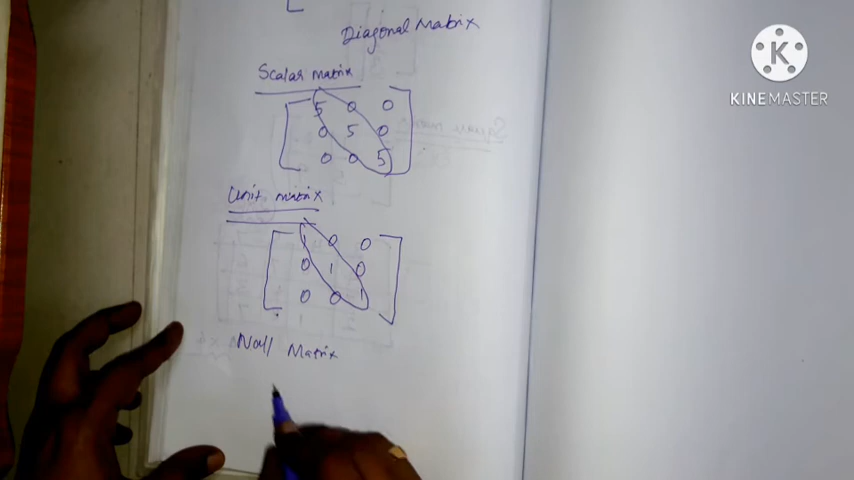 Diagonal Matrix
Scalar matrix
5 0 0
0 5 0
0 0 5
Unit matrix
1 0 0
0 1 0
0 0 1
Null Matrix
K
KINEMASTER